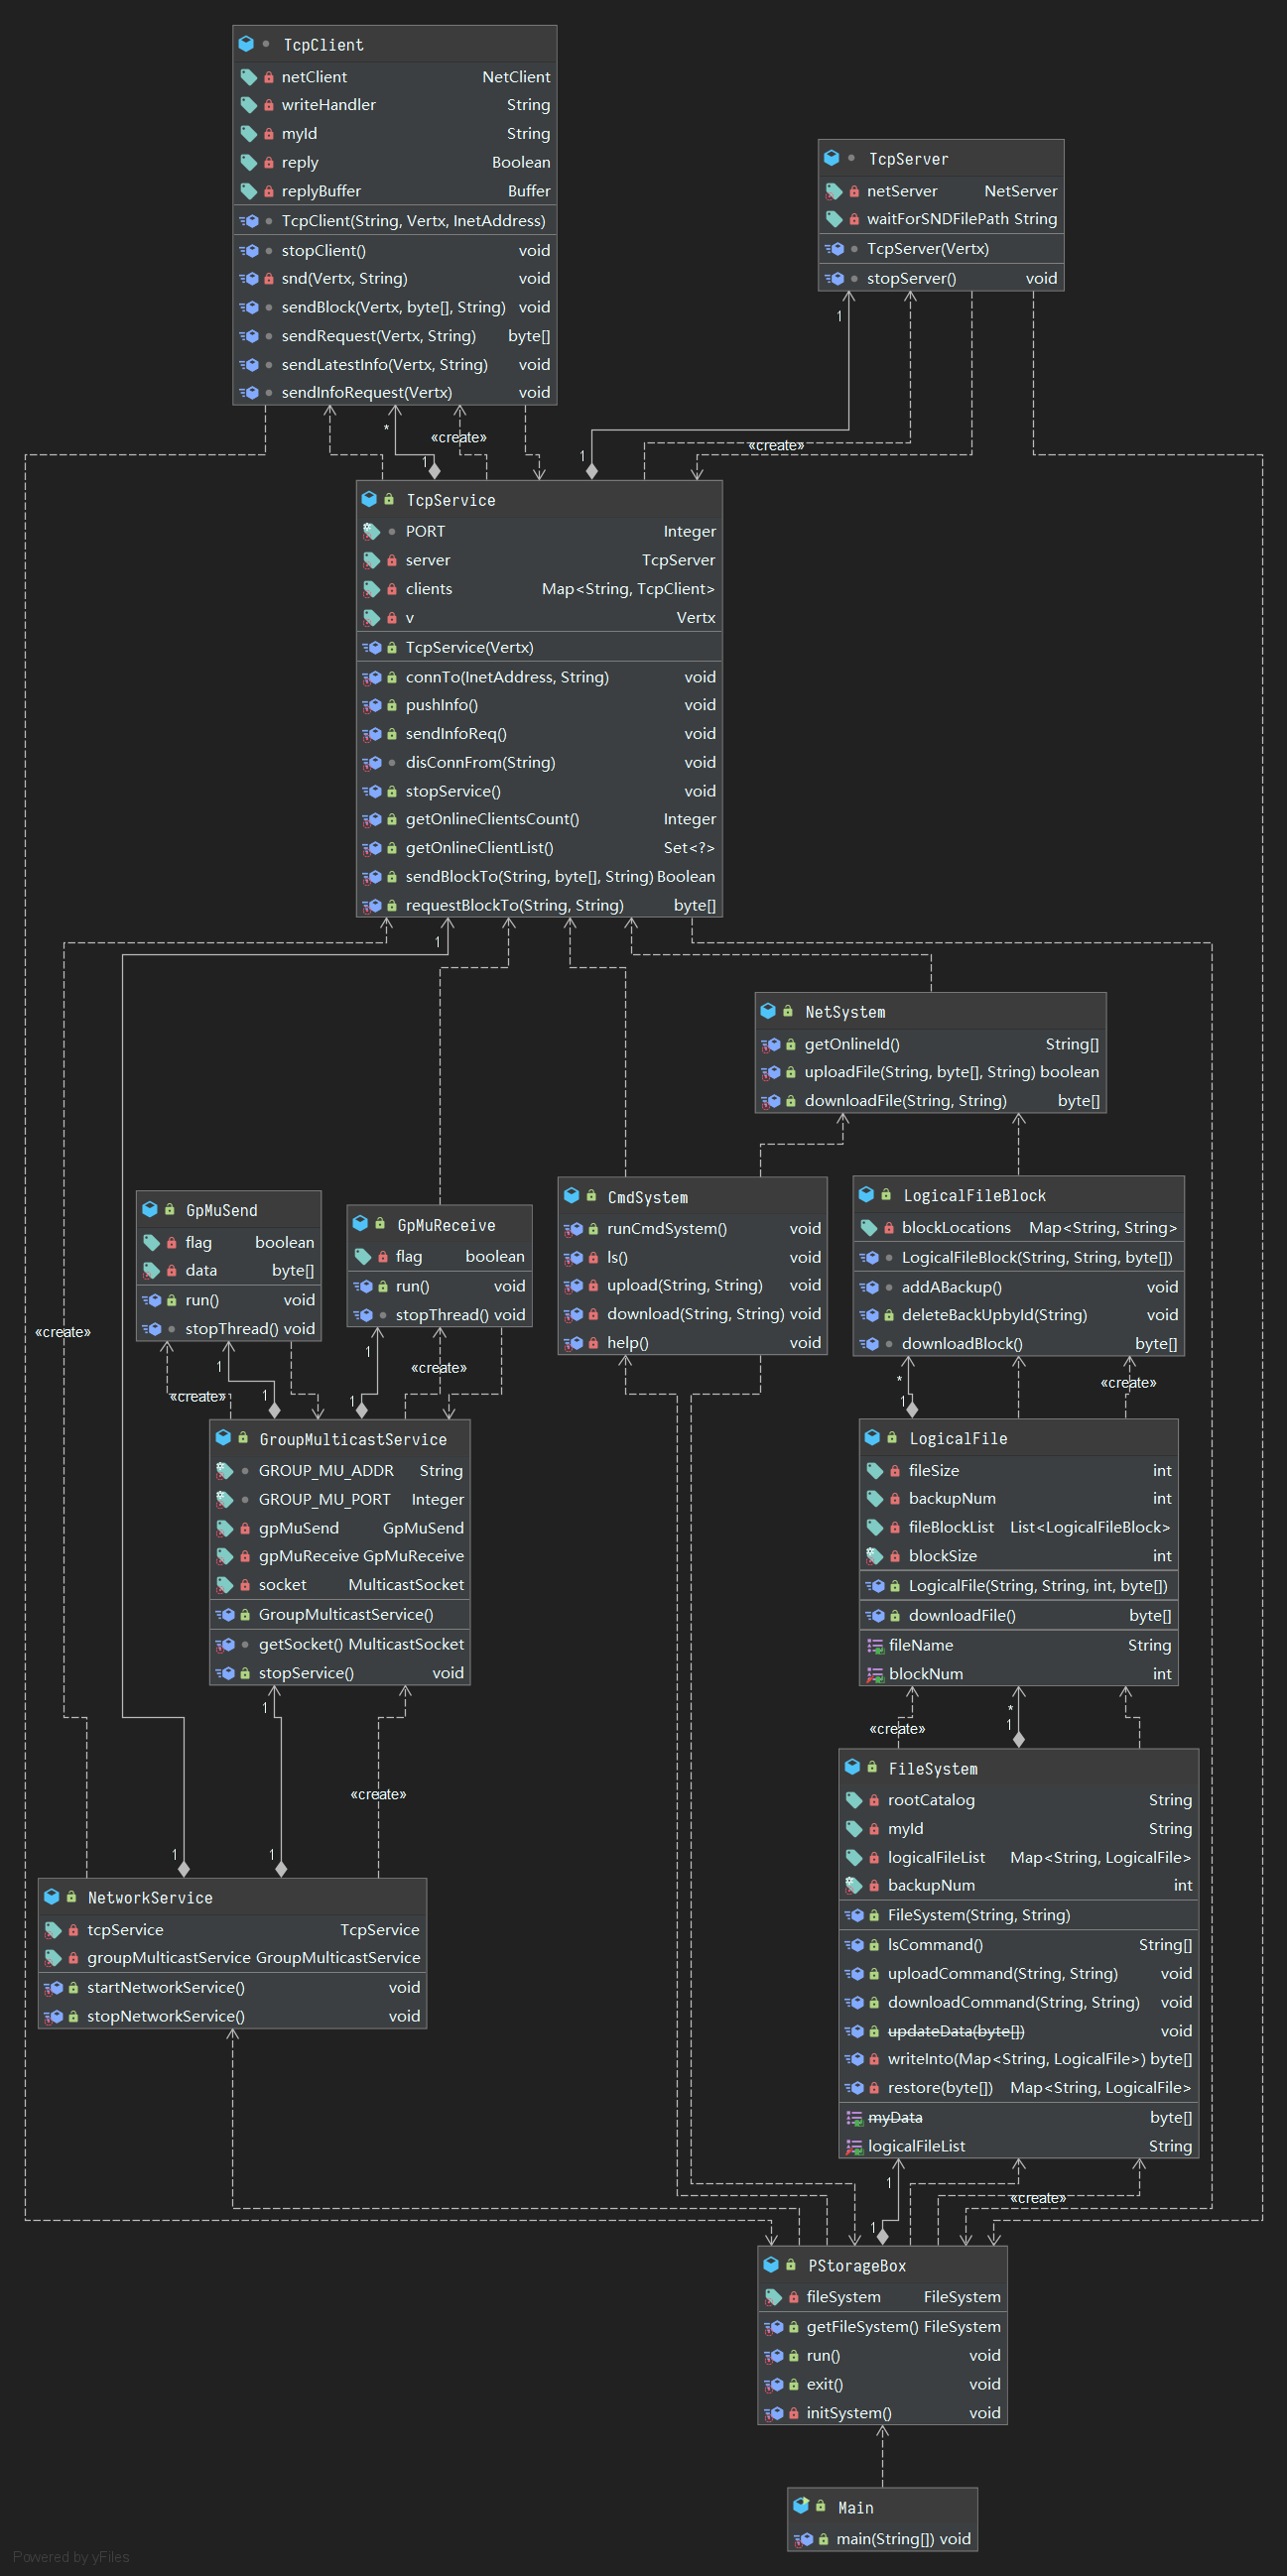 TcpClient
netClient NetClient
writeHandler String
myId String
reply Boolean
replyBuffer Buffer
TcpClient(String, Vertx, InetAddress)
stopClient() void
snd(Vertx, String) void
sendBlock(Vertx, byte[], String) void
sendRequest(Vertx, String) byte[]
sendLatestInfo(Vertx, String) void
sendInfoRequest(Vertx) void
TcpServer
netServer NetServer
waitForSNDFilePath String
TcpServer(Vertx)
stopServer() void
1
*
«create»
1
1
«create»
TcpService
PORT Integer
server TcpServer
clients Map<String, TcpClient>
v Vertx
TcpService(Vertx)
connTo(InetAddress, String) void
pushInfo() void
sendInfoReq() void
disConnFrom(String) void
stopService() void
getOnlineClientsCount() Integer
getOnlineClientList() Set<?>
sendBlockTo(String, byte[], String) Boolean
requestBlockTo(String, String) byte[]
1
NetSystem
getOnlineId() String[]
uploadFile(String, byte[], String) boolean
downloadFile(String, String) byte[]
GpMuSend
flag boolean
data byte[]
run() void
stopThread() void
GpMuReceive
flag boolean
run() void
stopThread() void
CmdSystem
runCmdSystem() void
ls() void
upload(String, String) void
download(String, String) void
help() void
LogicalFileBlock
blockLocations Map<String, String>
LogicalFileBlock(String, String, byte[])
addABackup() void
deleteBackUpbyId(String) void
downloadBlock() byte[]
«create»
1
1
«create»
*
«create»
«create»
1
1
1
GroupMulticastService
GROUP_MU_ADDR String
GROUP_MU_PORT Integer
gpMuSend GpMuSend
gpMuReceive GpMuReceive
socket MulticastSocket
GroupMulticastService()
getSocket() MulticastSocket
stopService() void
LogicalFile
fileSize int
backupNum int
fileBlockList List<LogicalFileBlock>
blockSize int
LogicalFile(String, String, int, byte[])
downloadFile() byte[]
fileName String
blockNum int
1
*
1
«create»
«create»
1
1
FileSystem
rootCatalog String
myId String
logicalFileList Map<String, LogicalFile>
backupNum int
FileSystem(String, String)
lsCommand() String[]
uploadCommand(String, String) void
downloadCommand(String, String) void
updateData(byte[]) void
writeInto(Map<String, LogicalFile>) byte[]
restore(byte[]) Map<String, LogicalFile>
myData byte[]
logicalFileList String
NetworkService
tcpService TcpService
groupMulticastService GroupMulticastService
startNetworkService() void
stopNetworkService() void
1
«create»
1
PStorageBox
fileSystem FileSystem
getFileSystem() FileSystem
run() void
exit() void
initSystem() void
Main
main(String[]) void
Powered by yFiles